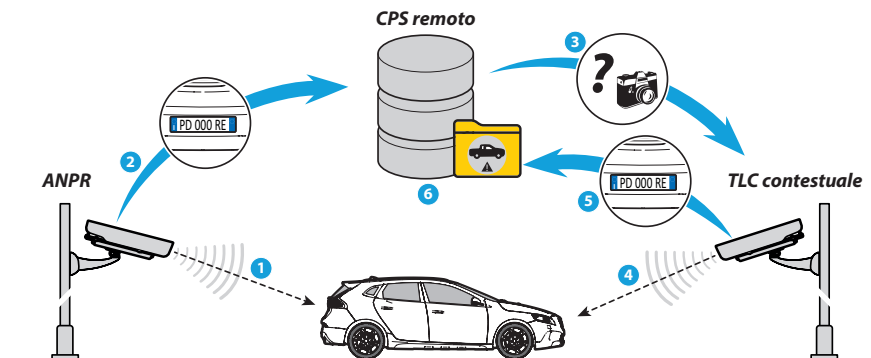 CPS remoto
3
?
PD 000 RE
2
ANPR
6
PD 000 RE
5
TLC contestuale
1
4